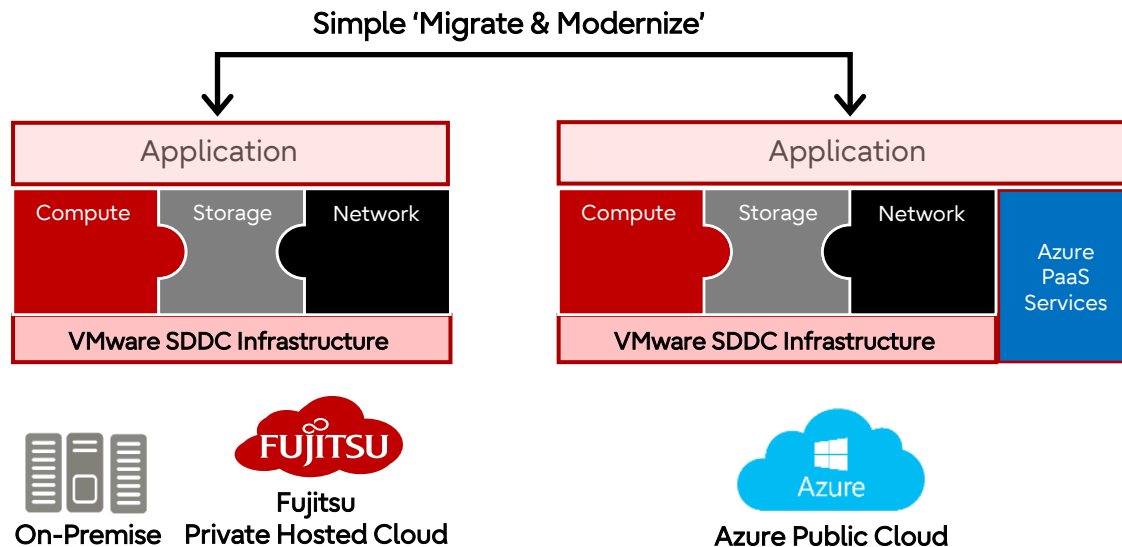 Simple ‘Migrate & Modernize’
Application
Compute
Storage
Network
VMware SDDC Infrastructure
Application
Compute
Storage
Network
Azure
PaaS
Services
VMware SDDC Infrastructure
On-Premise
FUJITSU
Fujitsu
Private Hosted Cloud
Azure
Azure Public Cloud